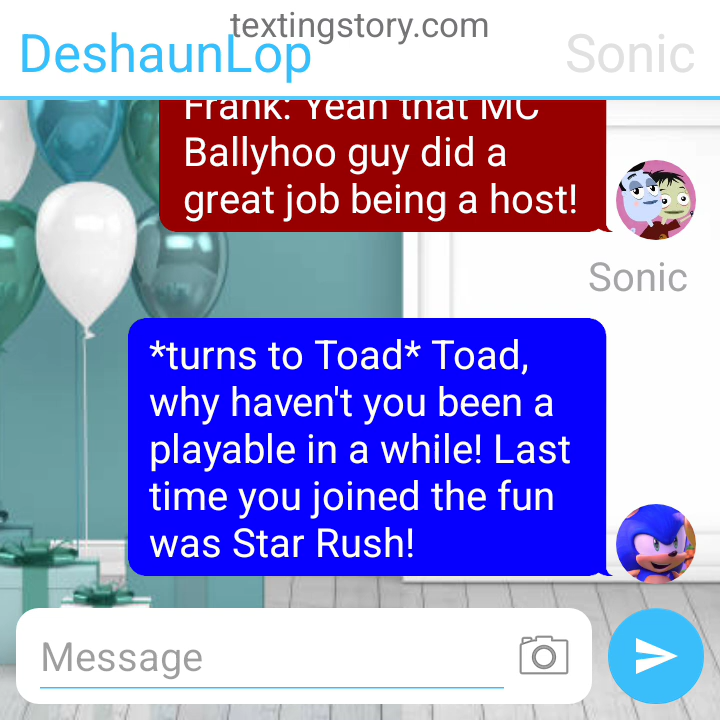 textingstory.com
DeshaunLop
Sonic
Frank: Yeah that MC
Ballyhoo guy did a
great job being a host!
Sonic
*turns to Toad* Toad,
why haven't you been a
playable in a while! Last
time you joined the fun
was Star Rush!
Message